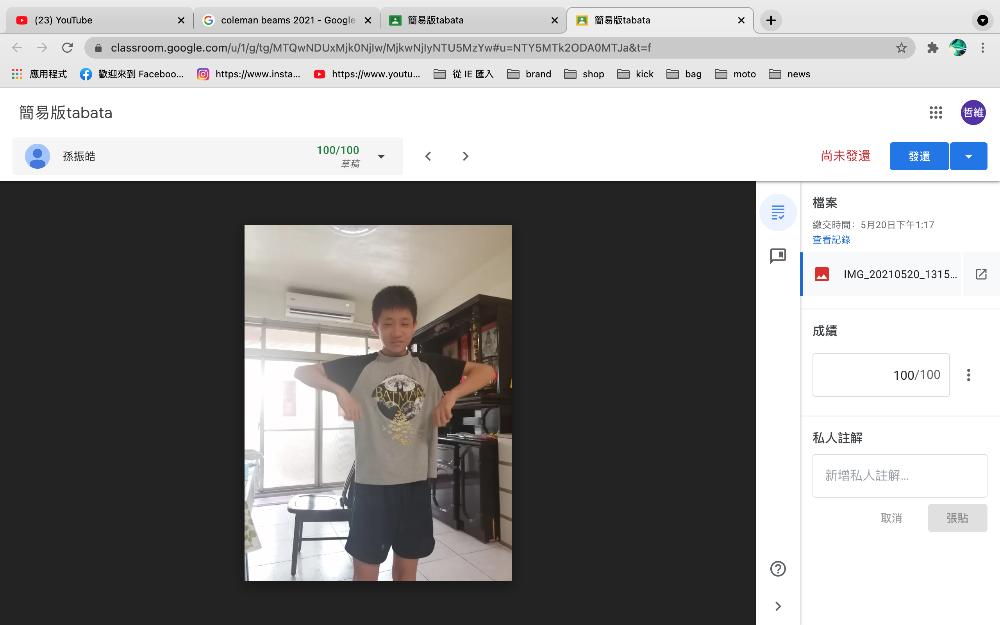 (23) YouTube
coleman beams 2021 - Google
簡易版tabata
簡易版tabata
classroom.google.com/u/1/g/tg/MTQwNDUxMjk0NjIw/MjkwNjIyNTU5MzYw#u=NTY5MTk2ODA0MTJa&t=f
應用程式
歡迎來到 Faceboo...
https://www.insta...
https://www.youtu...
從 IE 匯入
brand
shop
kick
bag
moto
news
簡易版tabata
哲維
孫振皓
100/100
草稿
尚未發還
發還
檔案
繳交時間：5月20日下午1:17
查看記錄
IMG_20210520_1315...
成績
100/100
私人註解
新增私人註解...
取消
張貼
DARK KNIGHT
BATMAN